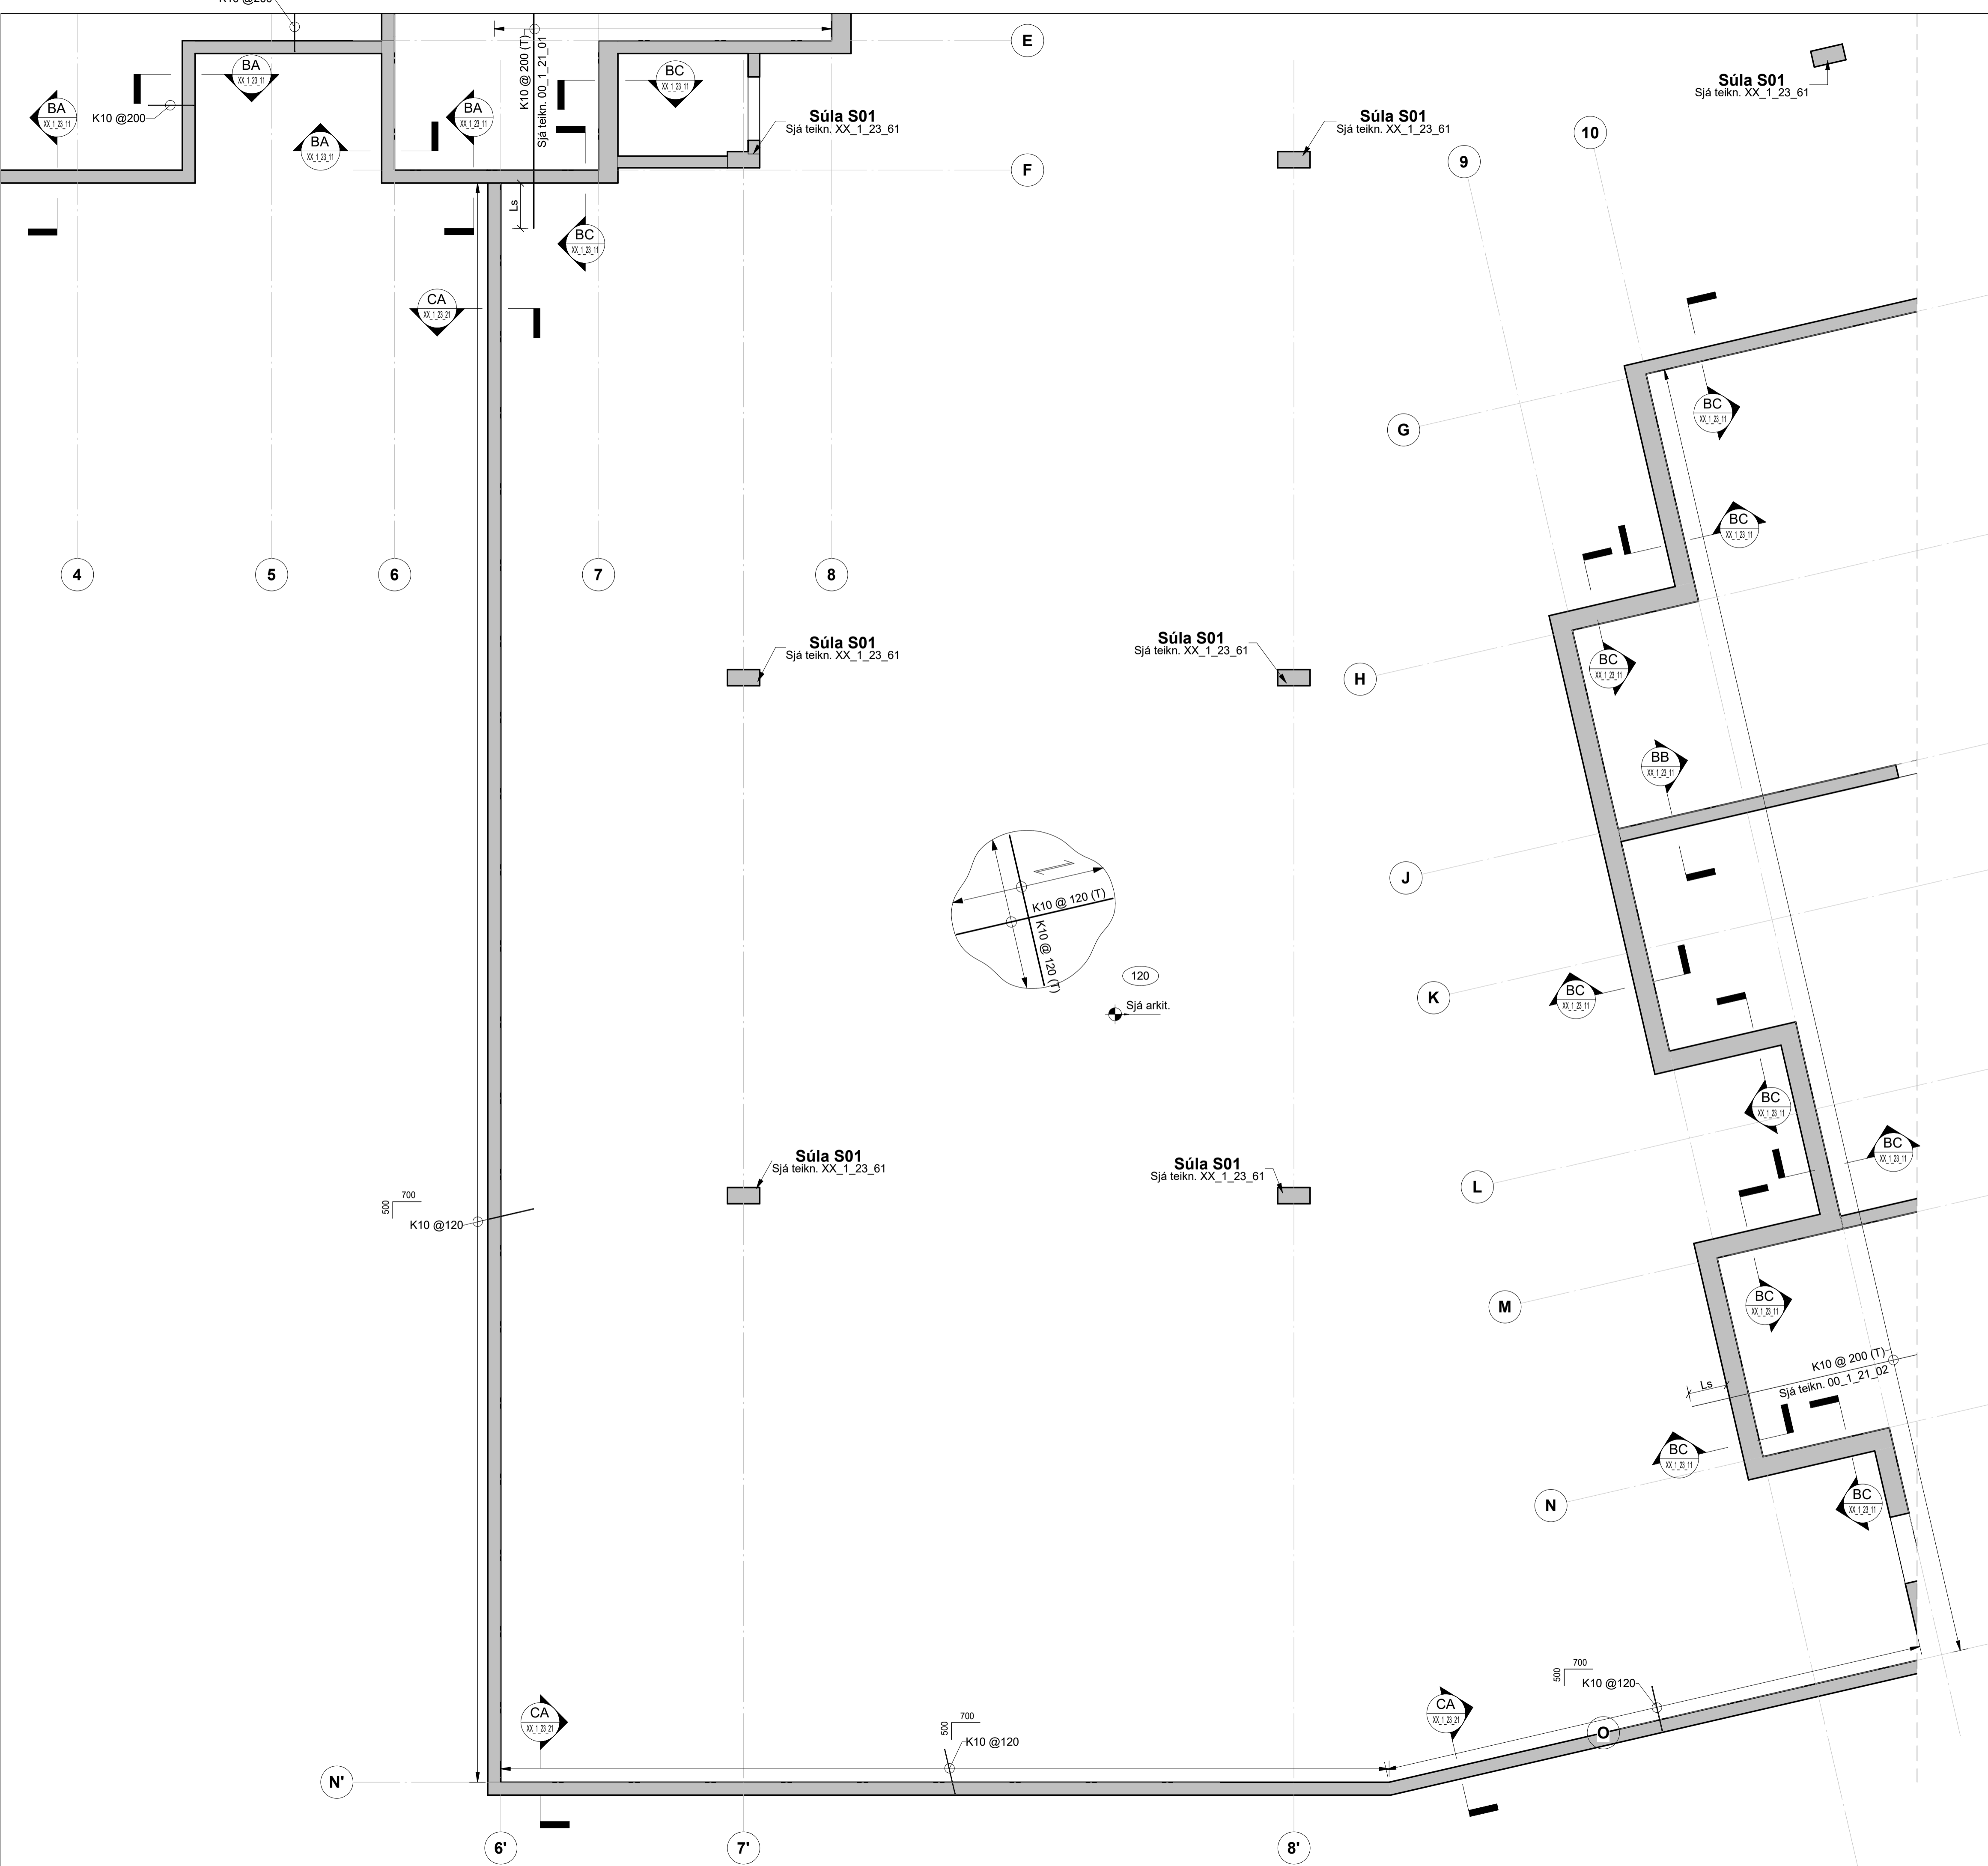 K10 @200
E
BA
XX_1_23_11
BC
XX_1_23_11
K10 @ 200 (T)
Sjá teikn. 00_1_21_01
Súla S01
Sjá teikn. XX_1_23_61
BA
XX_1_23_11
K10 @200
BA
XX_1_23_11
BA
XX_1_23_11
Súla S01
Sjá teikn. XX_1_23_61
Súla S01
Sjá teikn. XX_1_23_61
10
9
F
Ls
BC
XX_1_23_11
CA
XX_1_23_21
G
BC
XX_1_23_11
BC
XX_1_23_11
4
5
6
7
8
Súla S01
Sjá teikn. XX_1_23_61
Súla S01
Sjá teikn. XX_1_23_61
H
BC
XX_1_23_11
BB
XX_1_23_11
J
K10 @ 120 (T)
K10 @ 120 (T)
120
Sjá arkit.
K
BC
XX_1_23_11
BC
XX_1_23_11
BC
XX_1_23_11
Súla S01
Sjá teikn. XX_1_23_61
Súla S01
Sjá teikn. XX_1_23_61
L
700
500
K10 @120
M
BC
XX_1_23_11
K10 @ 200 (T)
Sjá teikn. 00_1_21_02
Ls
BC
XX_1_23_11
N
BC
XX_1_23_11
700
500
K10 @120
CA
XX_1_23_21
CA
XX_1_23_21
700
500
K10 @120
O
N'
6'
7'
8'